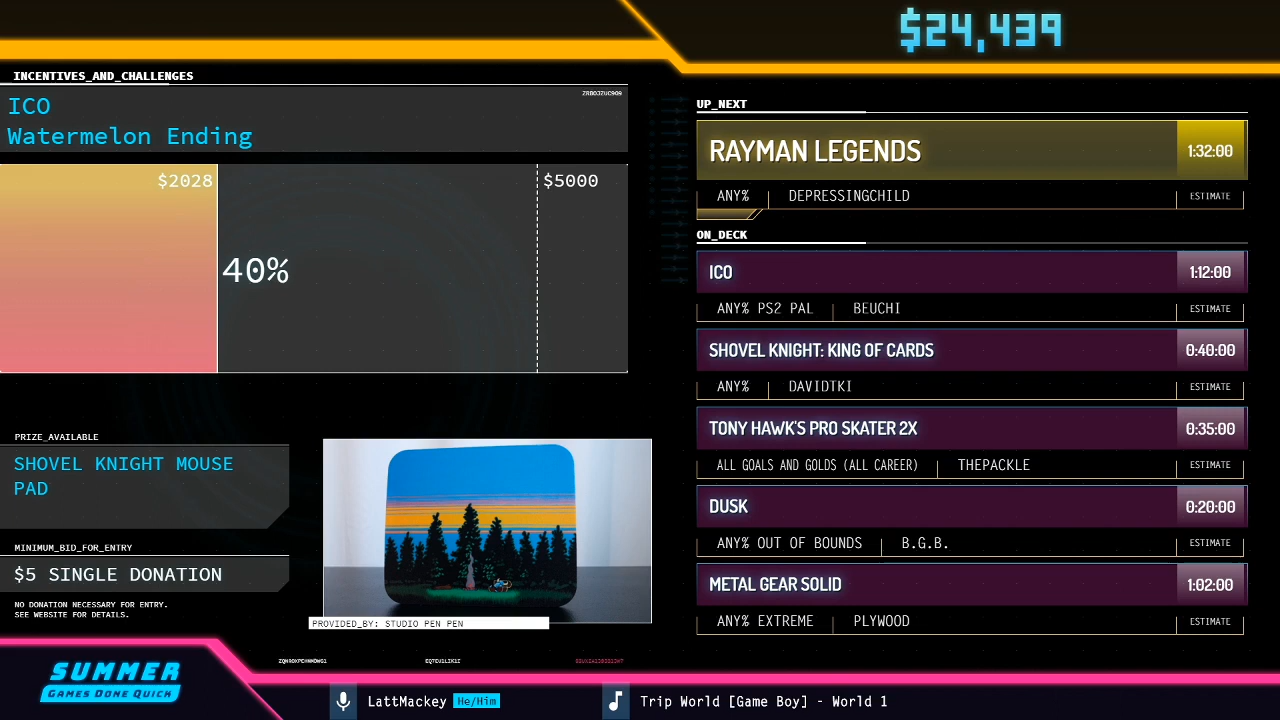 $24,439
INCENTIVES_AND_CHALLENGES
ICO
Watermelon Ending
$2028
$5000
40%
PRIZE_AVAILABLE
SHOVEL KNIGHT MOUSE
PAD
MINIMUM_BID_FOR_ENTRY
$5 SINGLE DONATION
NO DONATION NECESSARY FOR ENTRY.
SEE WEBSITE FOR DETAILS.
PROVIDED_BY: STUDIO PEN PEN
UP_NEXT
RAYMAN LEGENDS 1:32:00
ANY% DEPRESSINGCHILD ESTIMATE
ON_DECK
ICO 1:12:00
ANY% PS2 PAL BEUCHI ESTIMATE
SHOVEL KNIGHT: KING OF CARDS 0:40:00
ANY% DAVIDTKI ESTIMATE
TONY HAWK'S PRO SKATER 2X 0:35:00
ALL GOALS AND GOLDS (ALL CAREER) THEPACKLE ESTIMATE
DUSK 0:20:00
ANY% OUT OF BOUNDS B.G.B. ESTIMATE
METAL GEAR SOLID 1:02:00
ANY% EXTREME PLYWOOD ESTIMATE
SUMMER
GAMES DONE QUICK
LattMackey He/Him
Trip World [Game Boy] - World 1